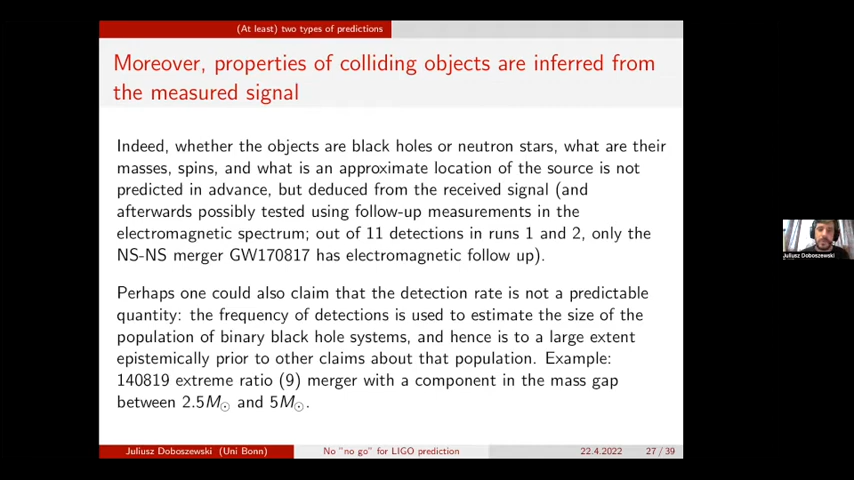 (At least) two types of predictions
Moreover, properties of colliding objects are inferred from
the measured signal
Indeed, whether the objects are black holes or neutron stars, what are their
masses, spins, and what is an approximate location of the source is not
predicted in advance, but deduced from the received signal (and
afterwards possibly tested using follow-up measurements in the
electromagnetic spectrum; out of 11 detections in runs 1 and 2, only the
NS-NS merger GW170817 has electromagnetic follow up).
Perhaps one could also claim that the detection rate is not a predictable
quantity: the frequency of detections is used to estimate the size of the
population of binary black hole systems, and hence is to a large extent
epistemically prior to other claims about that population. Example:
140819 extreme ratio (9) merger with a component in the mass gap
between 2.5M⊙ and 5M⊙.
Juliusz Doboszewski (Uni Bonn) No "no go" for LIGO prediction 22.4.2022 27 / 39
Juliusz Doboszewski